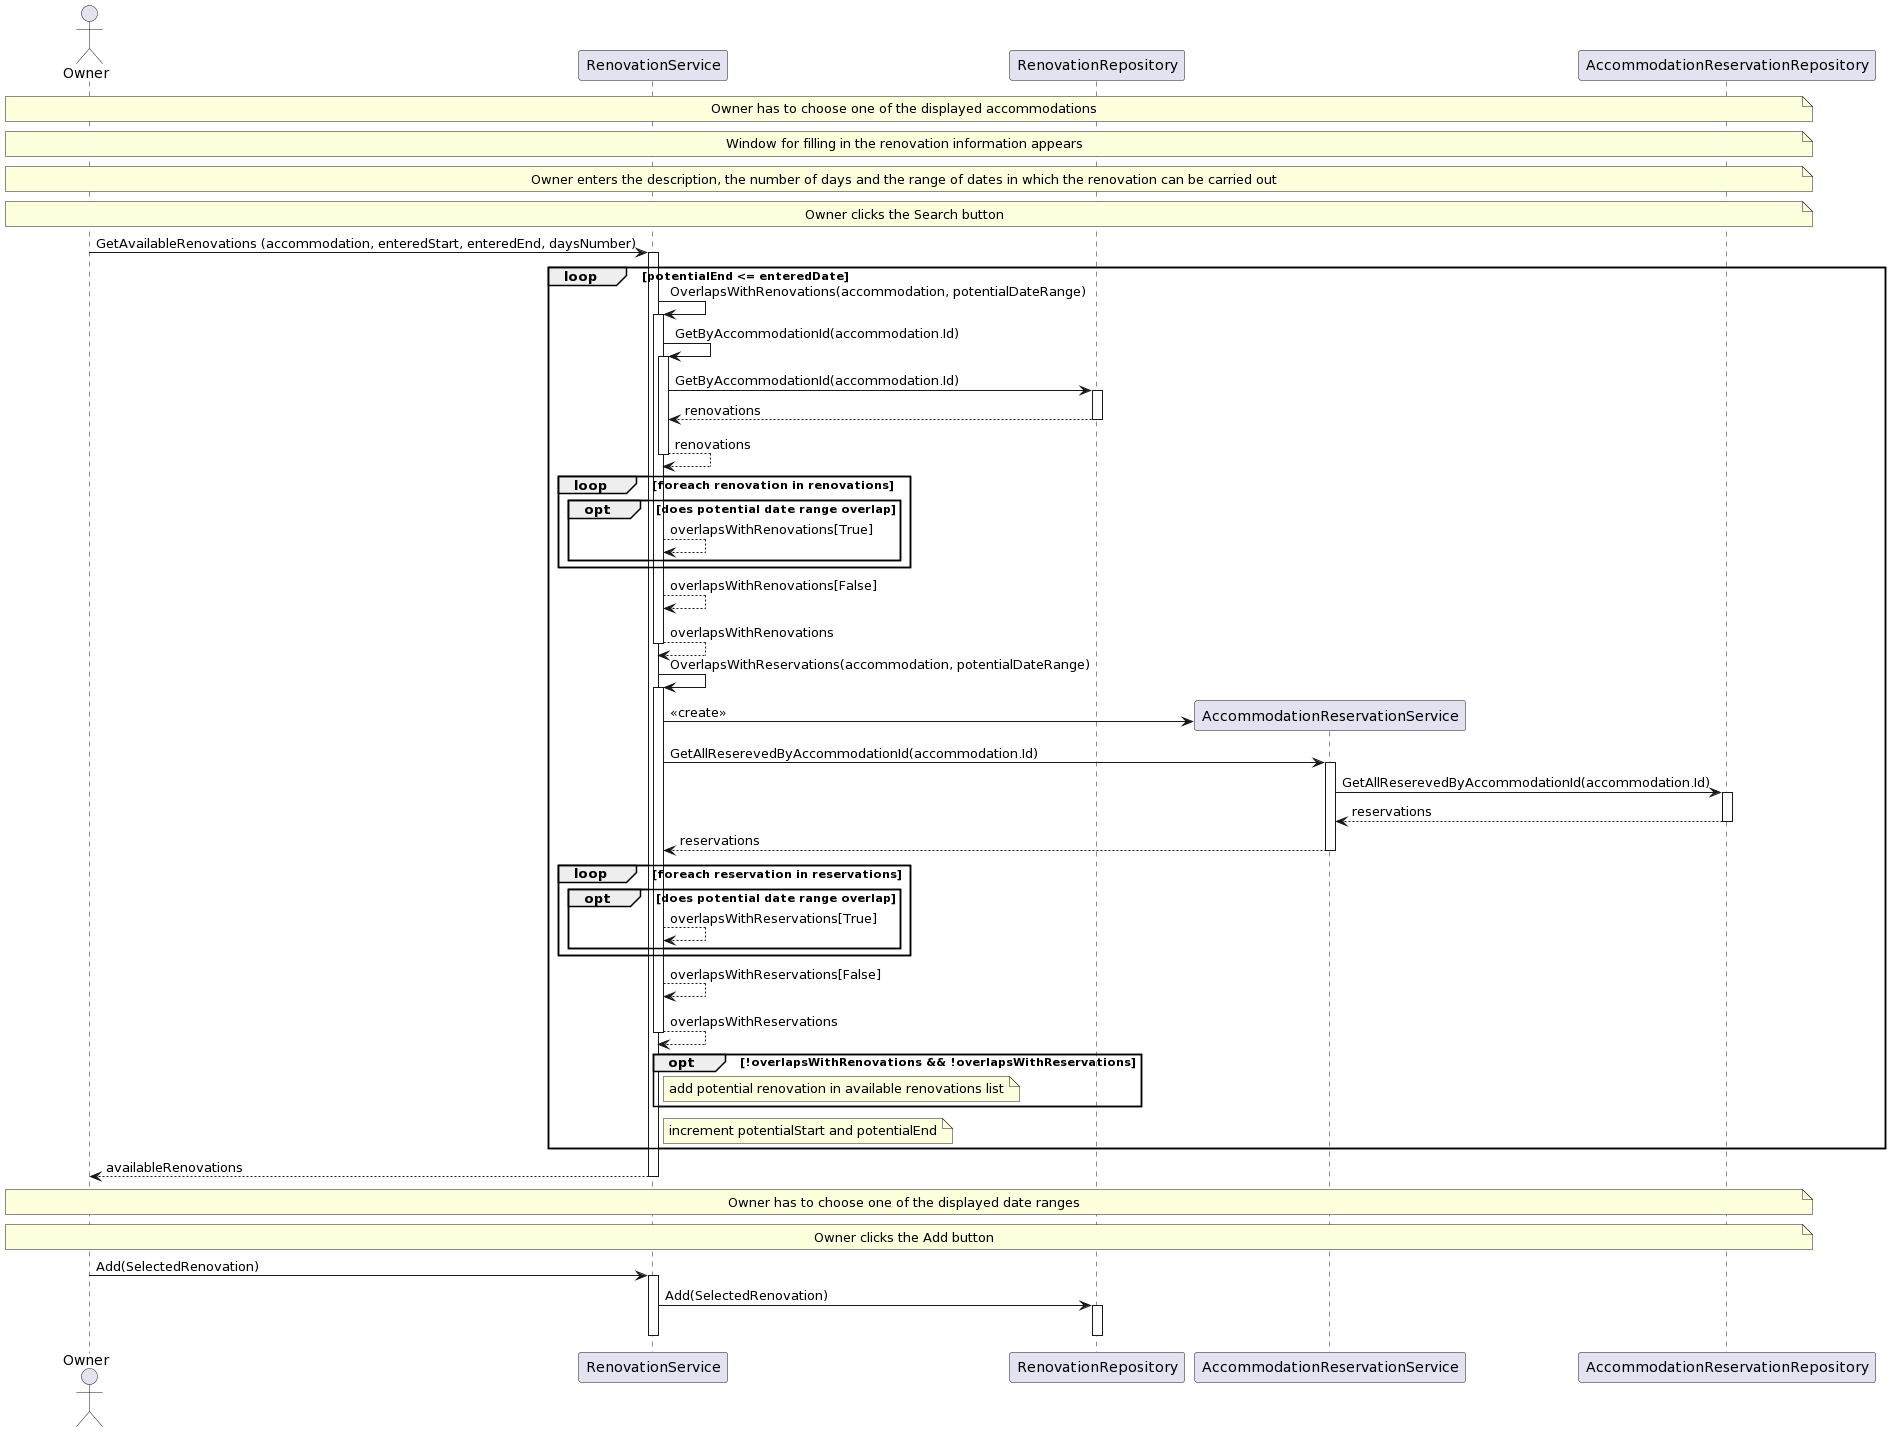 Owner
RenovationService
RenovationRepository
AccommodationReservationRepository
Owner has to choose one of the displayed accommodations
Window for filling in the renovation information appears
Owner enters the description, the number of days and the range of dates in which the renovation can be carried out
Owner clicks the Search button
GetAvailableRenovations (accommodation, enteredStart, enteredEnd, daysNumber)
loop [potentialEnd <= enteredDate]
OverlapsWithRenovations(accommodation, potentialDateRange)
GetByAccommodationId(accommodation.Id)
GetByAccommodationId(accommodation.Id)
renovations
renovations
loop [foreach renovation in renovations]
opt [does potential date range overlap]
overlapsWithRenovations[True]
overlapsWithRenovations[False]
overlapsWithRenovations
OverlapsWithReservations(accommodation, potentialDateRange)
«create»
AccommodationReservationService
GetAllReserevedByAccommodationId(accommodation.Id)
GetAllReserevedByAccommodationId(accommodation.Id)
reservations
reservations
loop [foreach reservation in reservations]
opt [does potential date range overlap]
overlapsWithReservations[True]
overlapsWithReservations[False]
overlapsWithReservations
opt [!overlapsWithRenovations && !overlapsWithReservations]
add potential renovation in available renovations list
increment potentialStart and potentialEnd
availableRenovations
Owner has to choose one of the displayed date ranges
Owner clicks the Add button
Add(SelectedRenovation)
Add(SelectedRenovation)
Owner
RenovationService
RenovationRepository
AccommodationReservationService
AccommodationReservationRepository